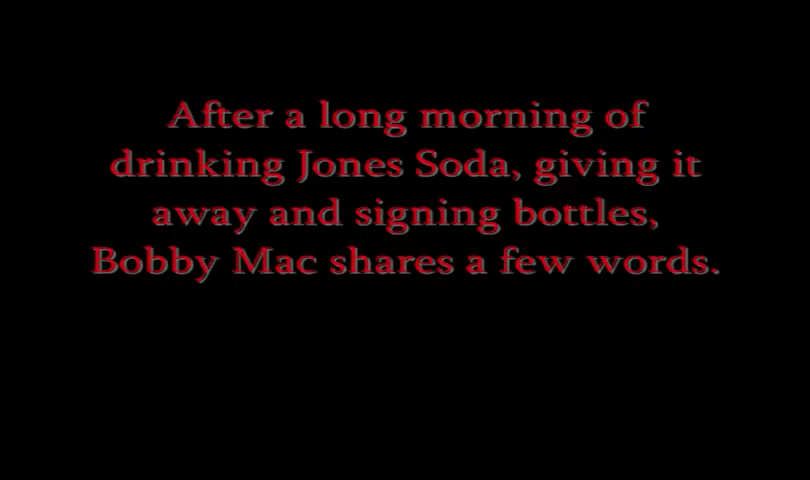 After a long morning of
drinking Jones Soda, giving it
away and signing bottles,
Bobby Mac shares a few words.